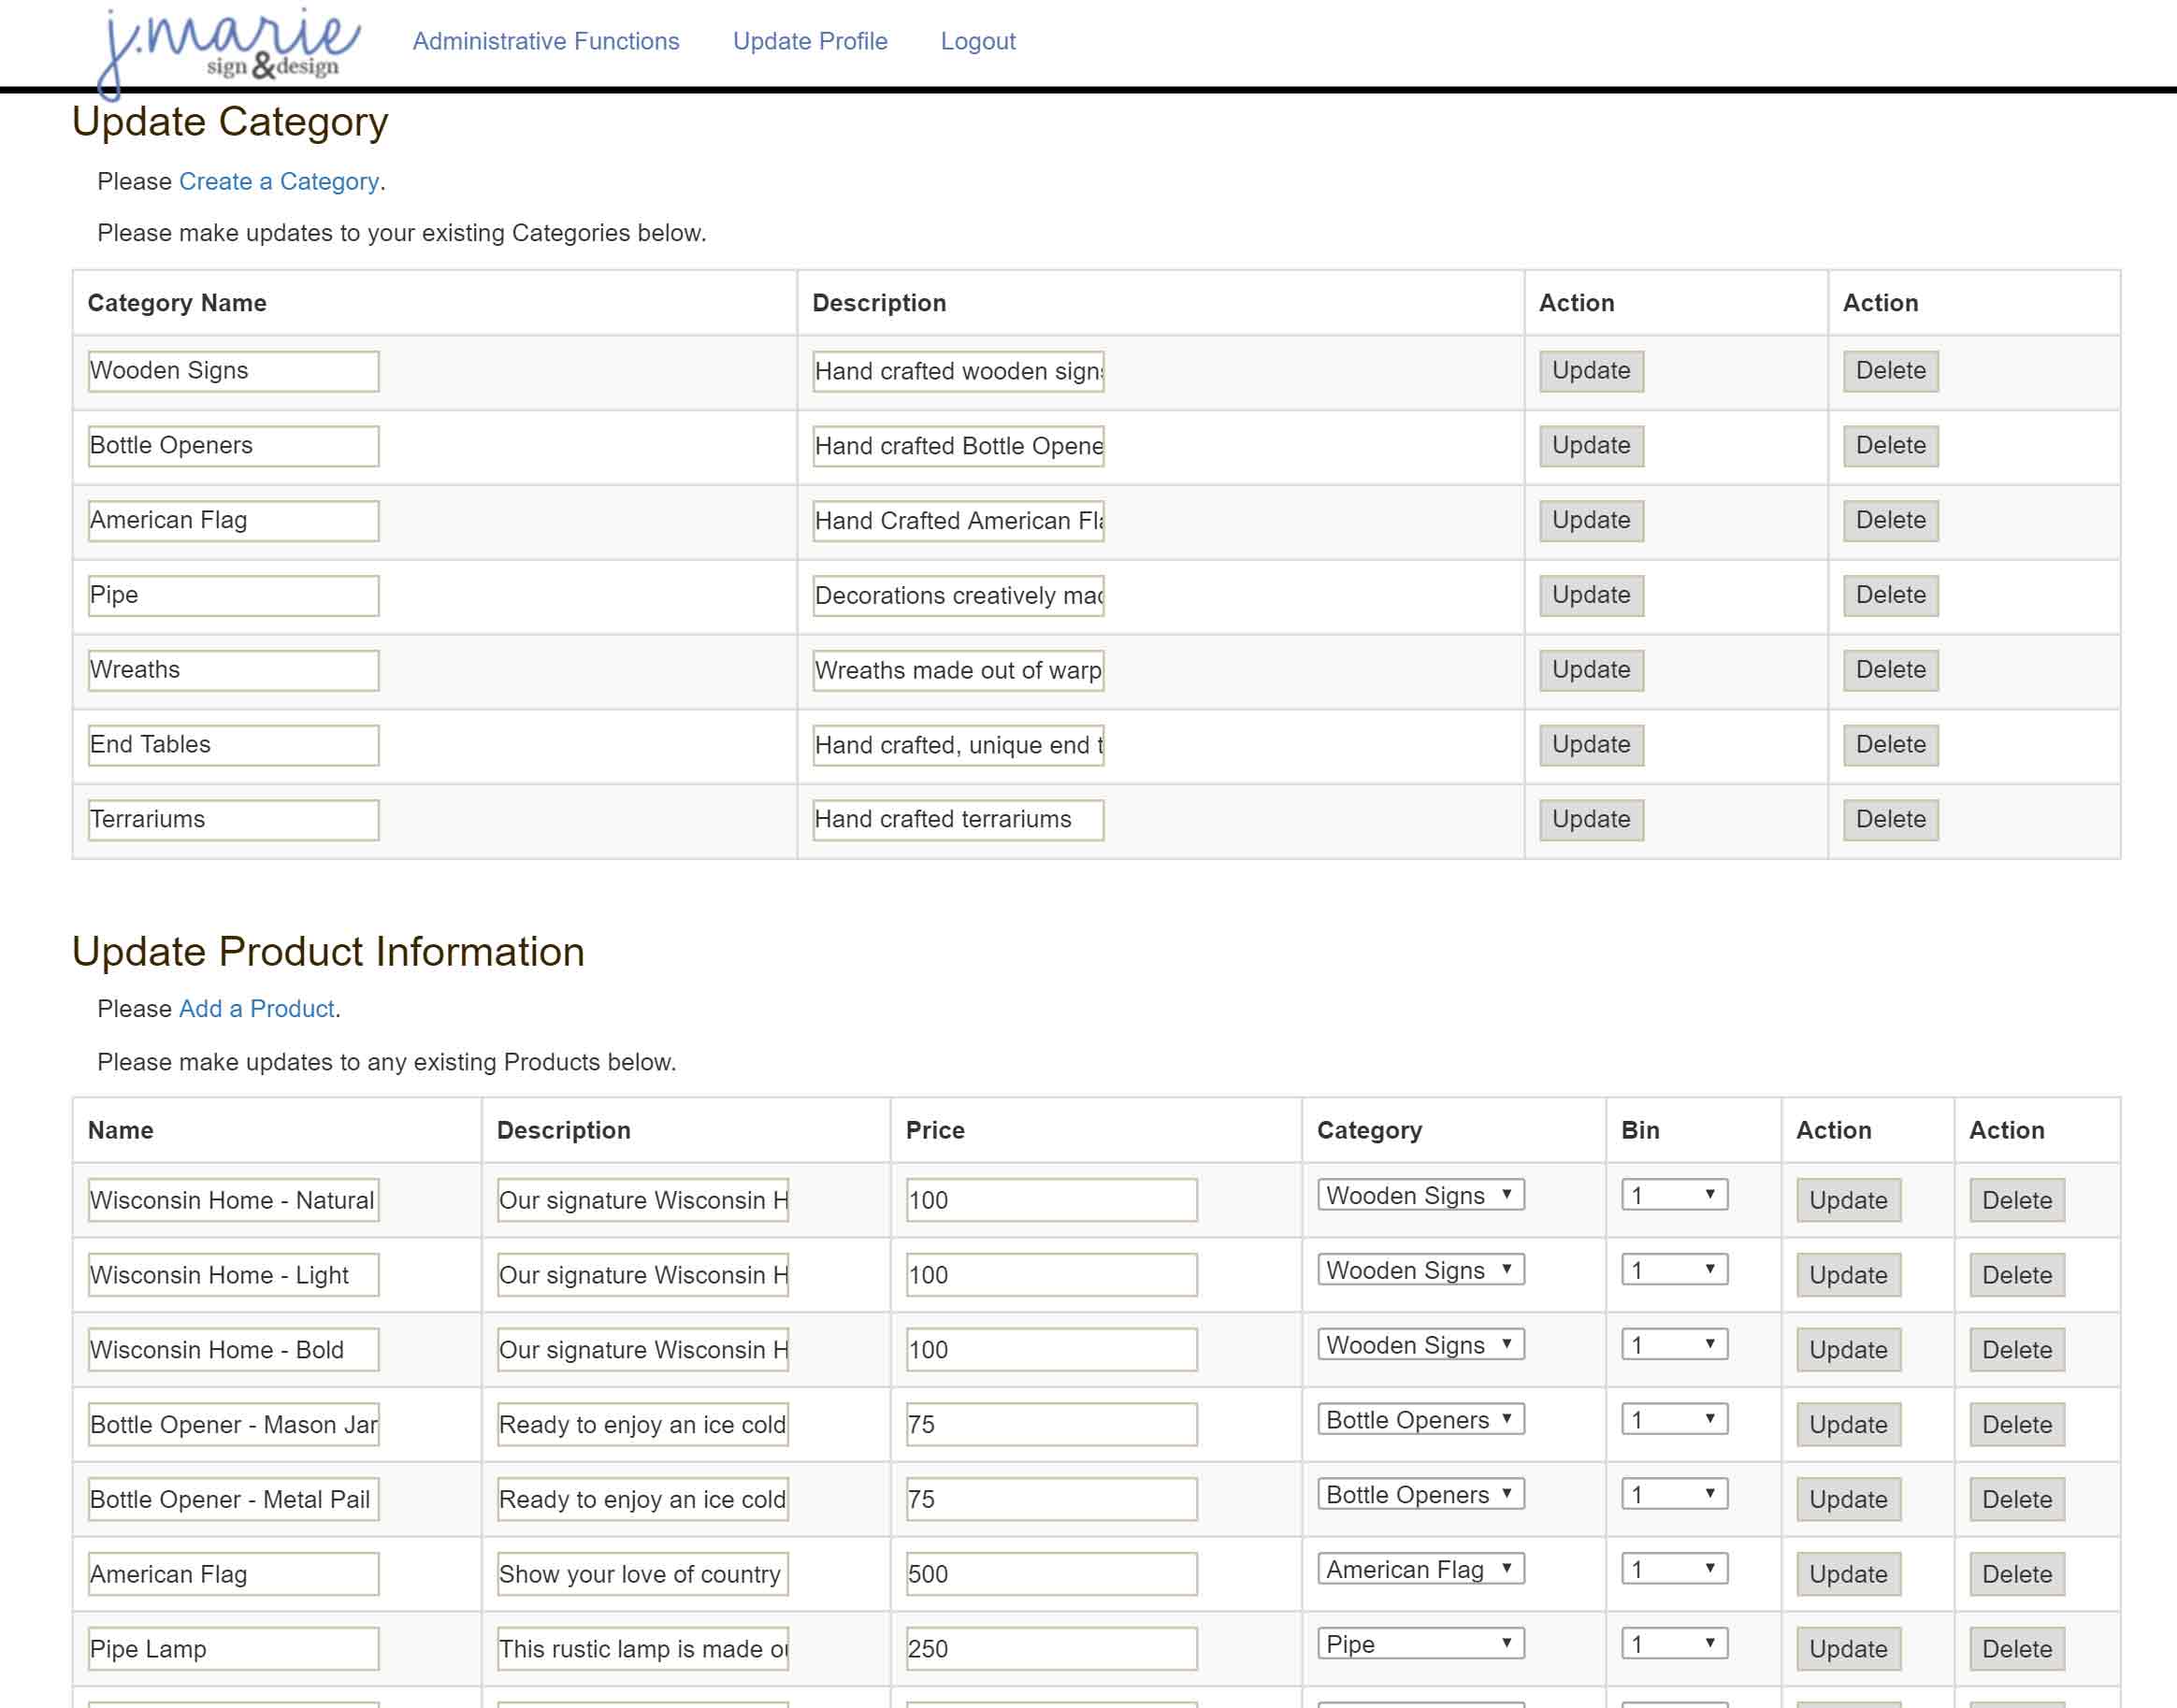 j.marie
sign & design
Administrative Functions Update Profile Logout
Update Category
Please Create a Category.
Please make updates to your existing Categories below.
Category Name Description Action Action
Wooden Signs Hand crafted wooden signs Update Delete
Bottle Openers Hand crafted Bottle Opene Update Delete
American Flag Hand Crafted American Fla Update Delete
Pipe Decorations creatively mad Update Delete
Wreaths Wreaths made out of warp Update Delete
End Tables Hand crafted, unique end t Update Delete
Terrariums Hand crafted terrariums Update Delete
Update Product Information
Please Add a Product.
Please make updates to any existing Products below.
Name Description Price Category Bin Action Action
Wisconsin Home - Natural Our signature Wisconsin H 100 Wooden Signs 1 Update Delete
Wisconsin Home - Light Our signature Wisconsin H 100 Wooden Signs 1 Update Delete
Wisconsin Home - Bold Our signature Wisconsin H 100 Wooden Signs 1 Update Delete
Bottle Opener - Mason Jar Ready to enjoy an ice cold 75 Bottle Openers 1 Update Delete
Bottle Opener - Metal Pail Ready to enjoy an ice cold 75 Bottle Openers 1 Update Delete
American Flag Show your love of country 500 American Flag 1 Update Delete
Pipe Lamp This rustic lamp is made ou 250 Pipe 1 Update Delete